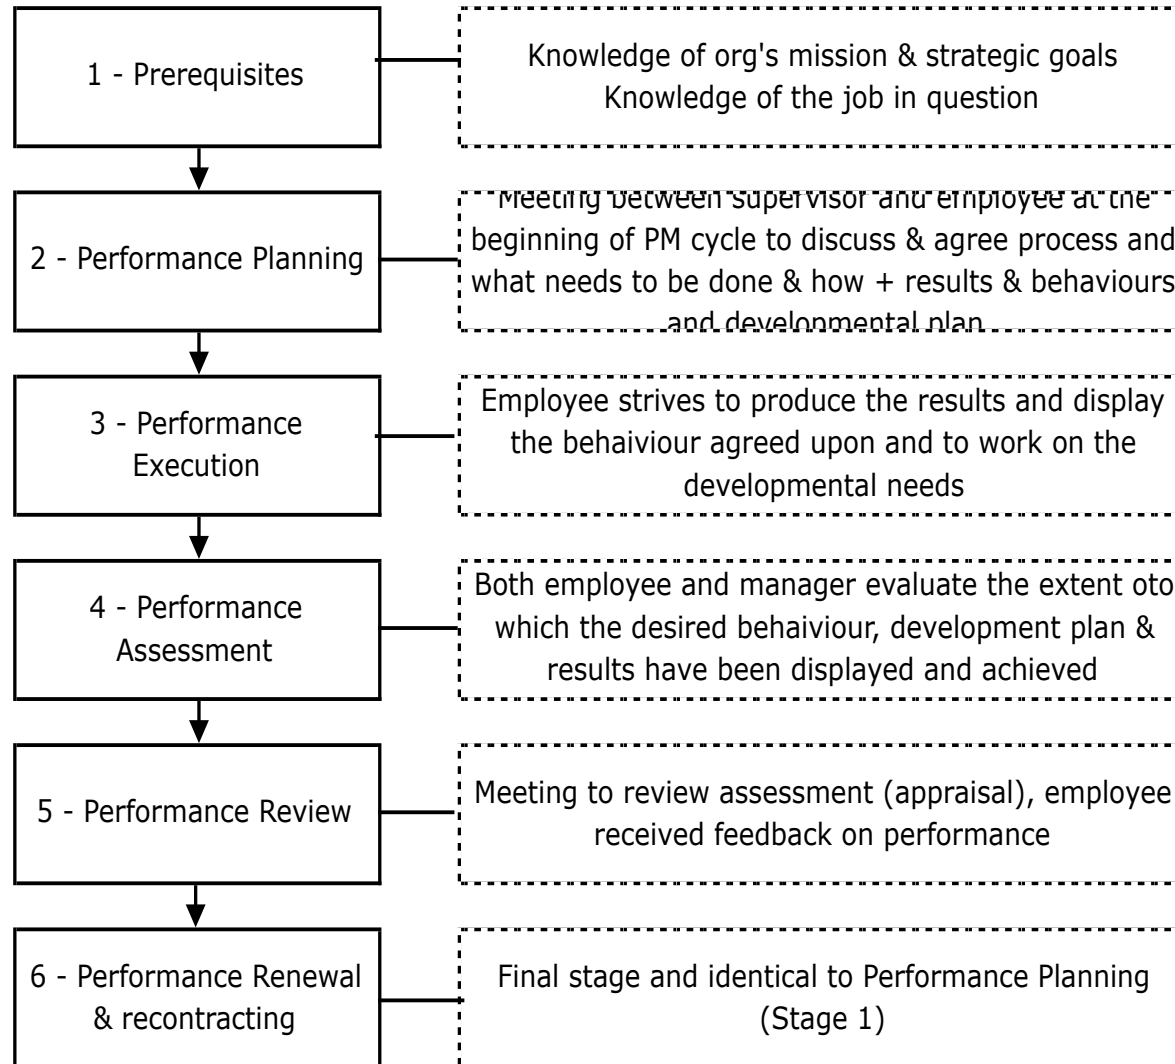 1 - Prerequisites
Knowledge of org's mission & strategic goals
Knowledge of the job in question
2 - Performance Planning
Meeting between supervisor and employee at the
beginning of PM cycle to discuss & agree process and
what needs to be done & how + results & behaviours
and developmental plan
3 - Performance
Execution
Employee strives to produce the results and display
the behaiviour agreed upon and to work on the
developmental needs
4 - Performance
Assessment
Both employee and manager evaluate the extent oto
which the desired behaiviour, development plan &
results have been displayed and achieved
5 - Performance Review
Meeting to review assessment (appraisal), employee
received feedback on performance
6 - Performance Renewal
& recontracting
Final stage and identical to Performance Planning
(Stage 1)